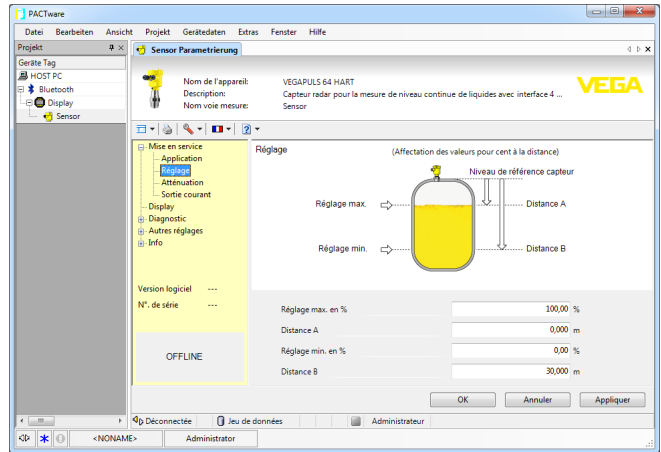 PACTware
Datei Bearbeiten Ansicht Projekt Gerätedaten Extras Fenster Hilfe
Projekt
Geräte Tag
HOST PC
Bluetooth
Display
Sensor
Sensor Parametrierung
Nom de l'appareil: VEGAPULS 64 HART
Description: Capteur radar pour la mesure de niveau continue de liquides avec interface 4 ...
Nom voie mesure: Sensor
VEGA
Mise en service
Application
Réglage
Atténuation
Sortie courant
Display
Diagnostic
Autres réglages
Info
Version logiciel ---
N°. de série ---
OFFLINE
Réglage
(Affectation des valeurs pour cent à la distance)
Niveau de référence capteur
Réglage max. Distance A
Réglage min. Distance B
Réglage max. en % 100,00 %
Distance A 0,000 m
Réglage min. en % 0,00 %
Distance B 30,000 m
OK Annuler Appliquer
Déconnectée Jeu de données Administrateur
<NONAME> Administrator